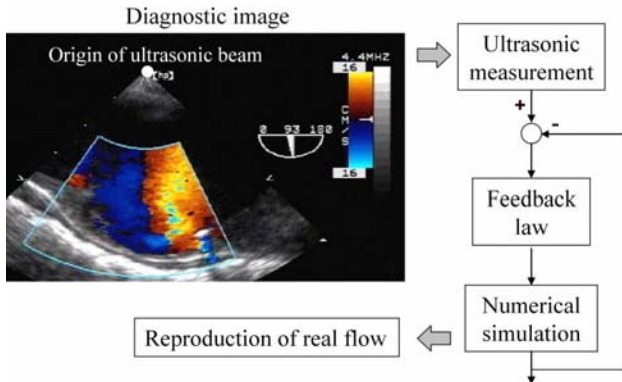 Diagnostic image
Origin of ultrasonic beam
[hp]
4.4MHZ
16
CM/S
16
0 93 180
Ultrasonic
measurement
+
-
Feedback
law
Numerical
simulation
Reproduction of real flow